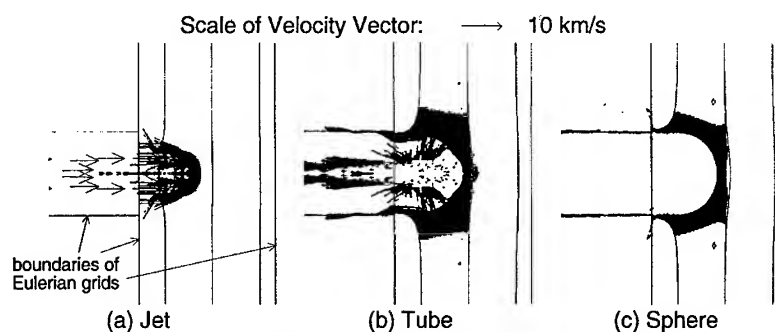 Scale of Velocity Vector: → 10 km/s
boundaries of
Eulerian grids
(a) Jet
(b) Tube
(c) Sphere